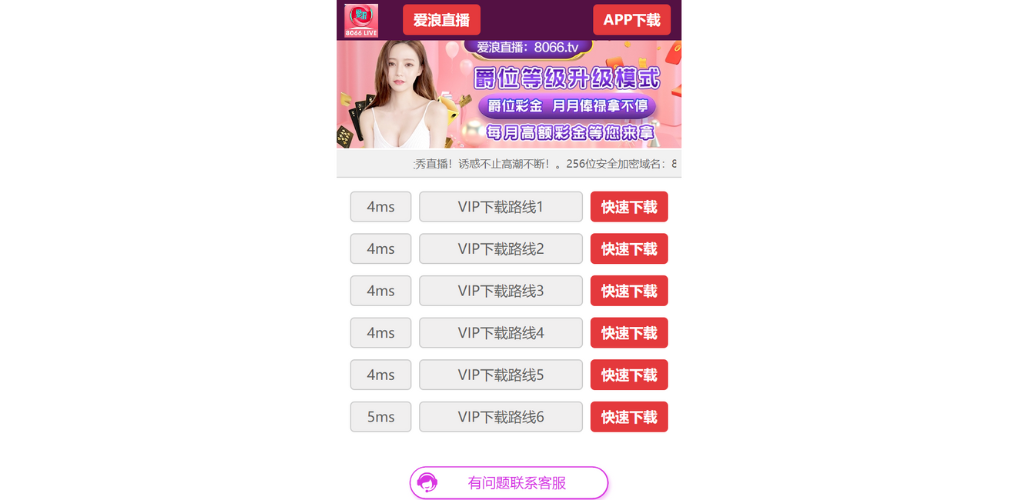 8066 LIVE
爱浪直播
APP下载
爱浪直播：8066.tv
爵位等级升级模式
爵位彩金 月月俸禄拿不停
每月高额彩金等您来拿
秀直播！诱惑不止高潮不断！。256位安全加密域名：8
4ms VIP下载路线1 快速下载
4ms VIP下载路线2 快速下载
4ms VIP下载路线3 快速下载
4ms VIP下载路线4 快速下载
4ms VIP下载路线5 快速下载
5ms VIP下载路线6 快速下载
有问题联系客服